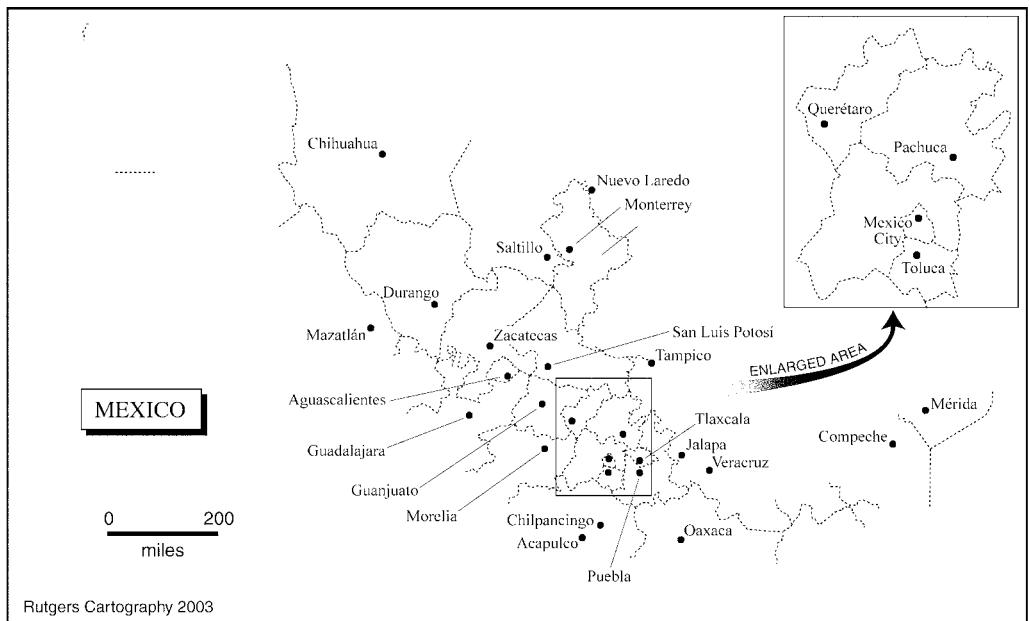 Querétaro
Pachuca
Mexico
City
Toluca
Chihuahua
Nuevo Laredo
Monterrey
Saltillo
Durango
Mazatlán
Zacatecas
San Luis Potosí
Tampico
ENLARGED AREA
Aguascalientes
MEXICO
Mérida
Tlaxcala
Compeche
Guadalajara
Jalapa
Veracruz
Guanjuato
Morelia
0 200
miles
Chilpancingo
Acapulco
Oaxaca
Puebla
Rutgers Cartography 2003